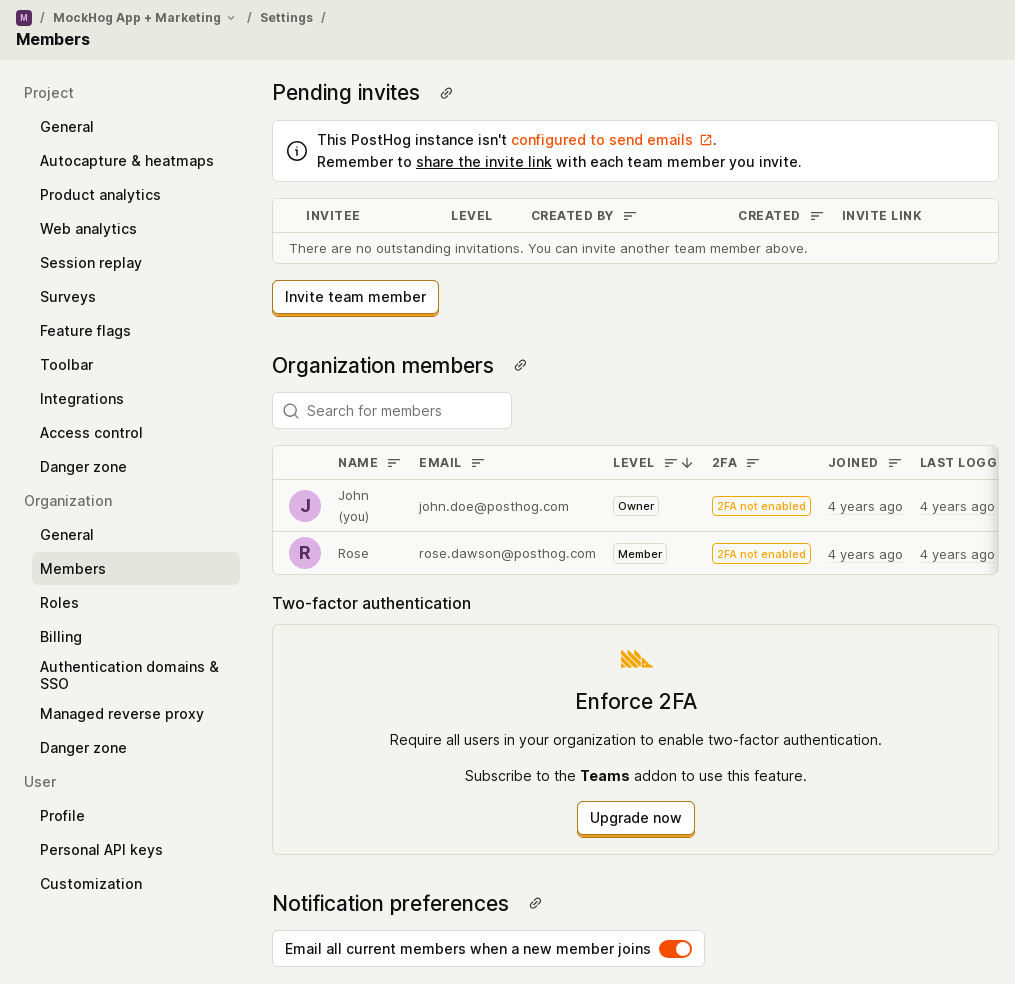 M / MockHog App + Marketing / Settings /
Members
Project
General
Autocapture & heatmaps
Product analytics
Web analytics
Session replay
Surveys
Feature flags
Toolbar
Integrations
Access control
Danger zone
Organization
General
Members
Roles
Billing
Authentication domains &
SSO
Managed reverse proxy
Danger zone
User
Profile
Personal API keys
Customization
Pending invites
This PostHog instance isn't configured to send emails.
Remember to share the invite link with each team member you invite.
INVITEE LEVEL CREATED BY CREATED INVITE LINK
There are no outstanding invitations. You can invite another team member above.
Invite team member
Organization members
Search for members
NAME EMAIL LEVEL 2FA JOINED LAST LOGG
J John (you) john.doe@posthog.com Owner 2FA not enabled 4 years ago 4 years ago
R Rose rose.dawson@posthog.com Member 2FA not enabled 4 years ago 4 years ago
Two-factor authentication
Enforce 2FA
Require all users in your organization to enable two-factor authentication.
Subscribe to the Teams addon to use this feature.
Upgrade now
Notification preferences
Email all current members when a new member joins